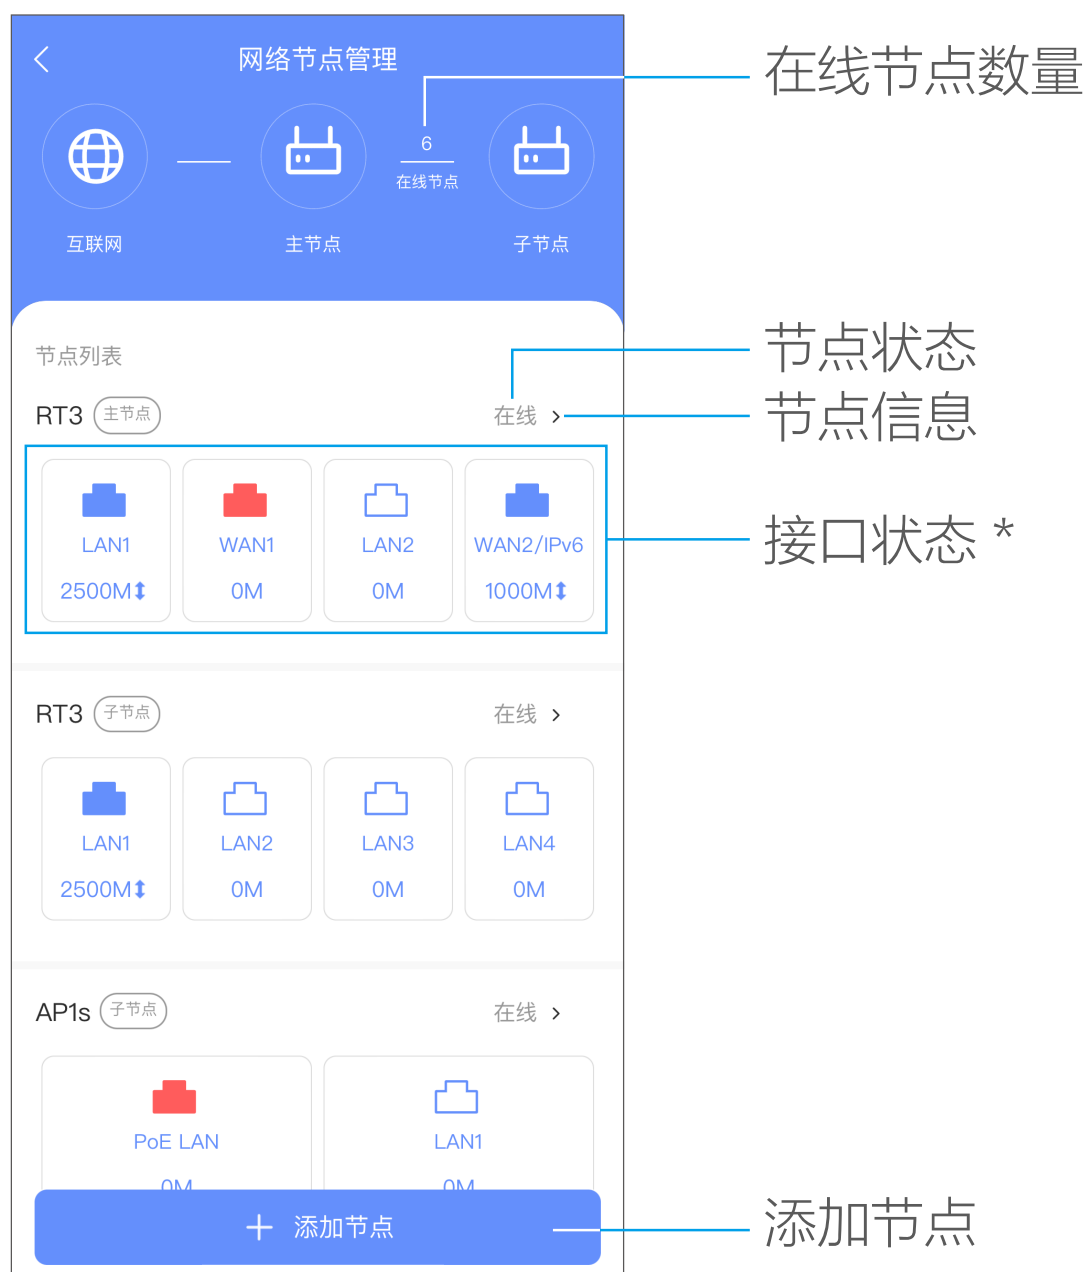 网络节点管理
在线节点数量
6
在线节点
互联网
主节点
子节点
节点列表
节点状态
RT3 主节点 在线
节点信息
LAN1 WAN1 LAN2 WAN2/IPv6
接口状态 *
2500M 0M 0M 1000M
RT3 子节点 在线
LAN1 LAN2 LAN3 LAN4
2500M 0M 0M 0M
AP1s 子节点 在线
PoE LAN LAN1
0M 0M
添加节点
添加节点